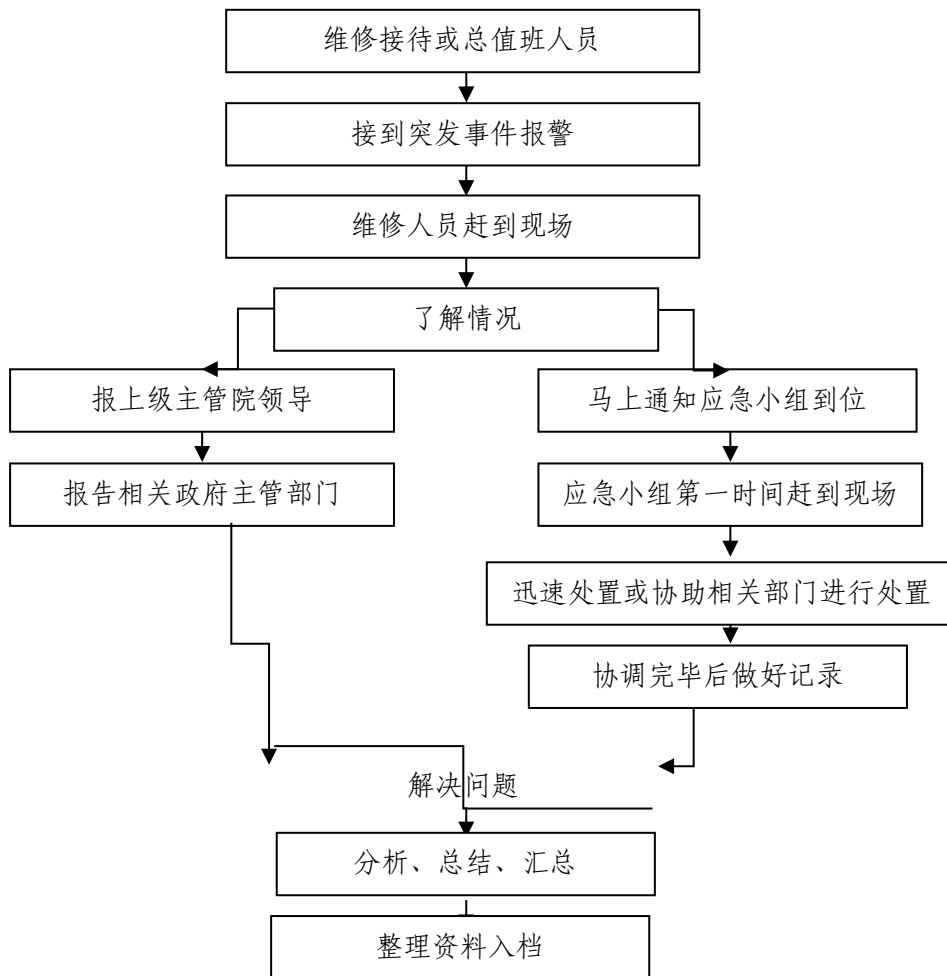 维修接待或总值班人员
接到突发事件报警
维修人员赶到现场
了解情况
报上级主管院领导
马上通知应急小组到位
报告相关政府主管部门
应急小组第一时间赶到现场
迅速处置或协助相关部门进行处置
协调完毕后做好记录
解决问题
分析、总结、汇总
整理资料入档